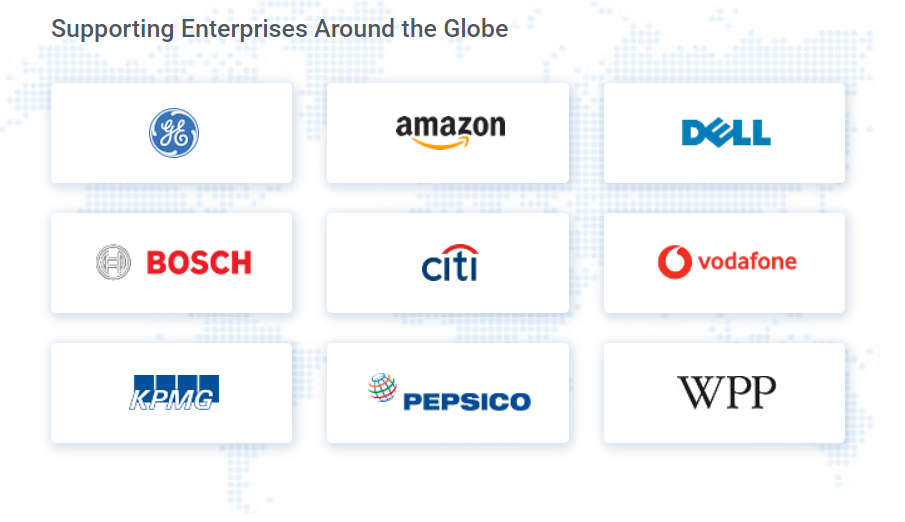 Supporting Enterprises Around the Globe
GE
amazon
DELL
BOSCH
citi
vodafone
KPMG
PEPSICO
WPP